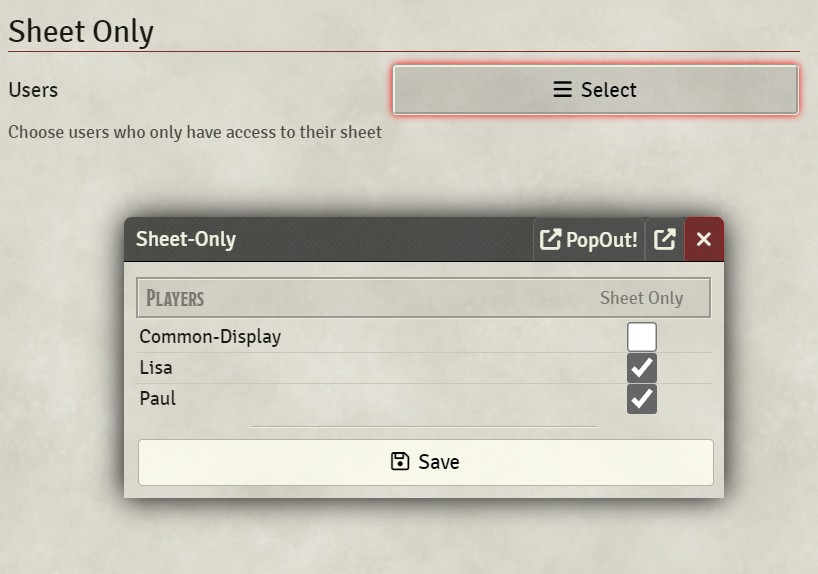 Sheet Only
Users
Select
Choose users who only have access to their sheet
Sheet-Only PopOut!
Players Sheet Only
Common-Display
Lisa
Paul
Save